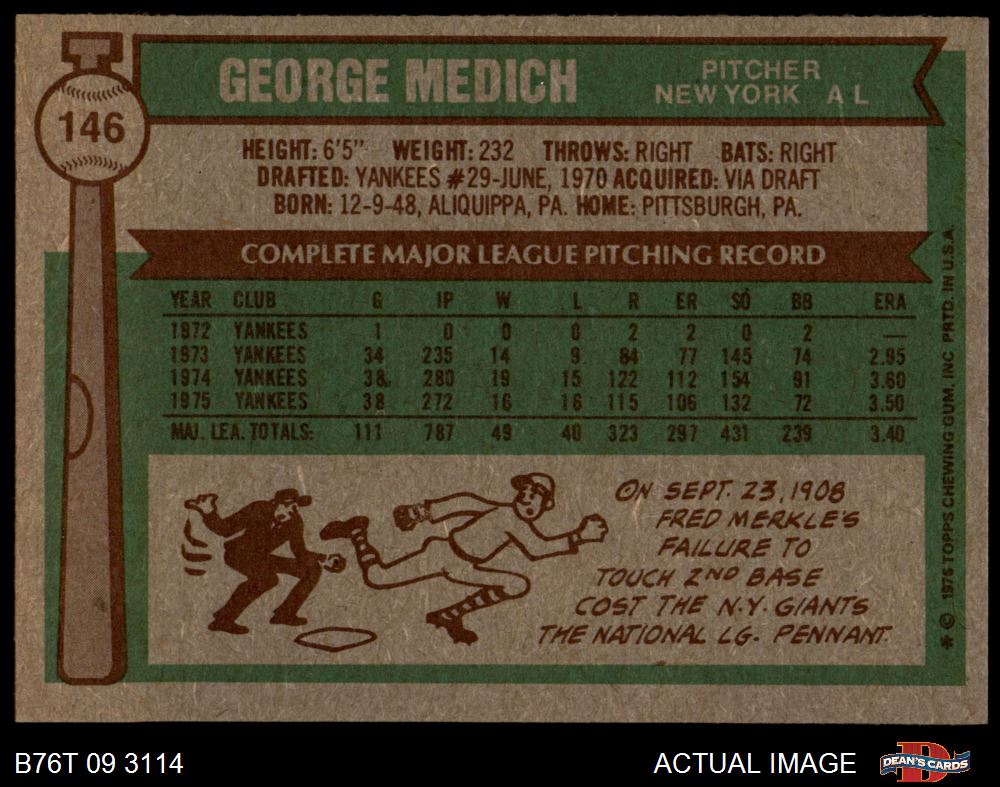 146
GEORGE MEDICH
PITCHER
NEW YORK A L
HEIGHT: 6'5" WEIGHT: 232 THROWS: RIGHT BATS: RIGHT
DRAFTED: YANKEES #29-JUNE, 1970 ACQUIRED: VIA DRAFT
BORN: 12-9-48, ALIQUIPPA, PA. HOME: PITTSBURGH, PA.
COMPLETE MAJOR LEAGUE PITCHING RECORD
YEAR CLUB G IP W L R ER SO BB ERA
1972 YANKEES 1 0 0 0 2 2 0 2 —
1973 YANKEES 34 235 14 9 84 77 145 74 2.95
1974 YANKEES 38 280 19 15 122 112 154 91 3.60
1975 YANKEES 38 272 16 16 115 106 132 72 3.50
MAJ. LEA. TOTALS: 111 787 49 40 323 297 431 239 3.40
ON SEPT. 23, 1908
FRED MERKLE'S
FAILURE TO
TOUCH 2ND BASE
COST THE N.Y. GIANTS
THE NATIONAL LG. PENNANT.
* © 1976 TOPPS CHEWING GUM, INC PRTD. IN U.S.A.
B76T 09 3114
ACTUAL IMAGE
DEAN'S CARDS